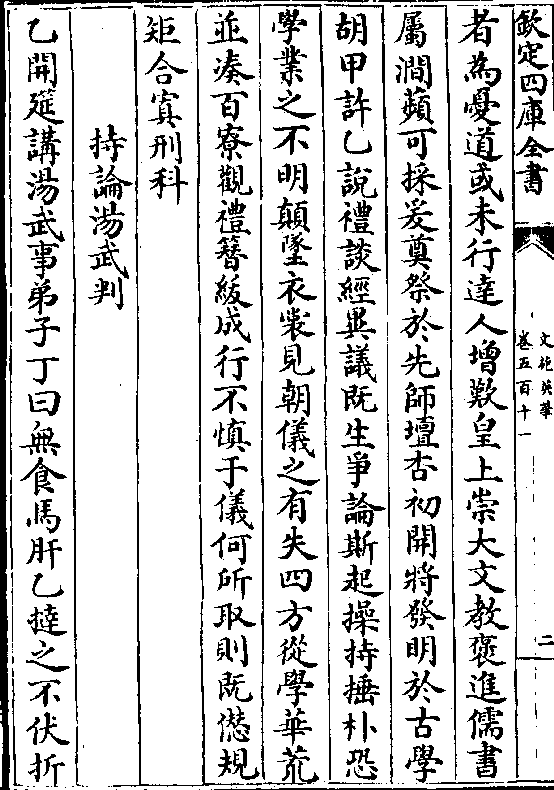 欽定四庫全書
文苑英華
卷五百十一
二
者為憂道或未行達人增歎皇上崇大文教褒進儒書
屬澗蘋可採爰奠祭於先師壇杏初開將發明於古學
胡甲許乙說禮談經異議既生爭論斯起操持捶朴恐
學業之不明顛墜衣裳見朝儀之有失四方從學華荒
並湊百寮觀禮簪紱成行不慎于儀何所取則既愆規
矩合寘刑科
持論湯武判
乙開筵講湯武事弟子丁曰無食馬肝乙撻之不伏折